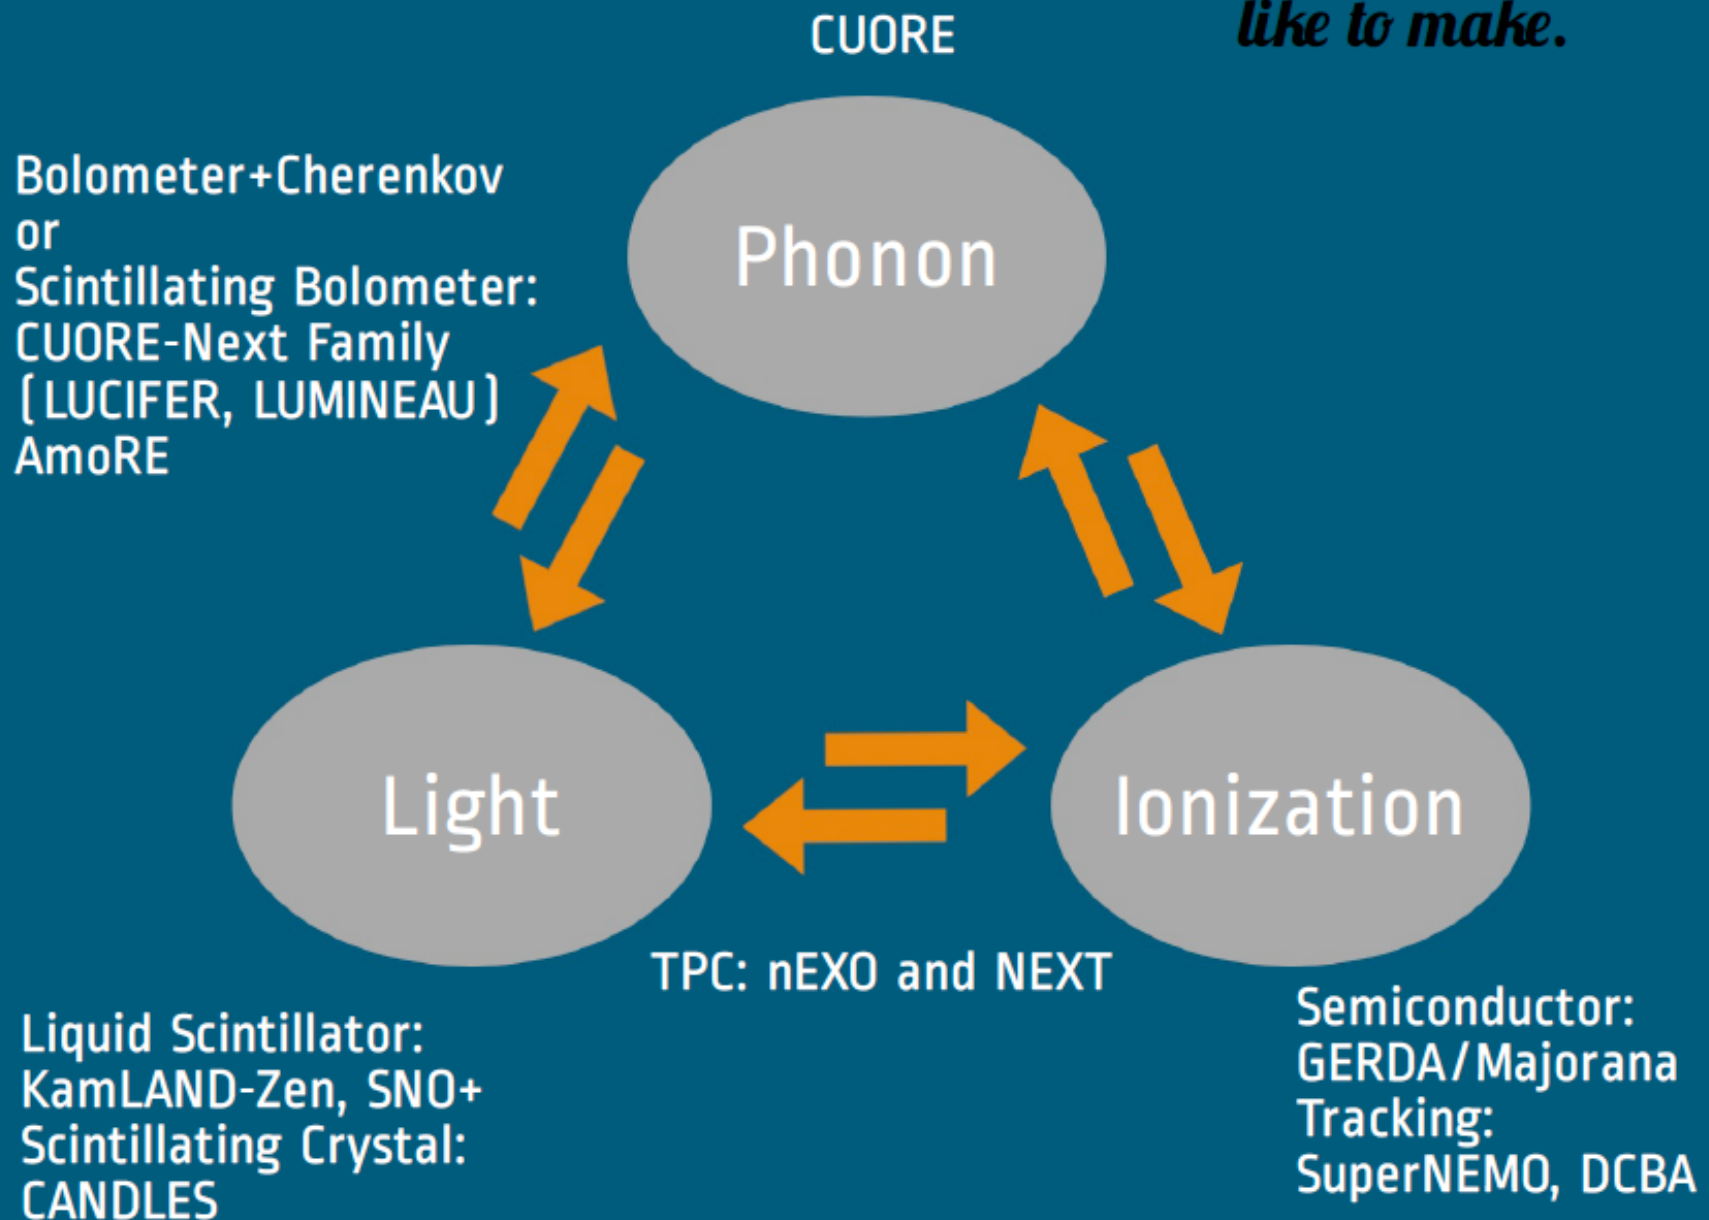 like to make.
CUORE
Bolometer+Cherenkov
or
Scintillating Bolometer:
CUORE-Next Family
(LUCIFER, LUMINEAU)
AmoRE
Phonon
Light
Ionization
TPC: nEXO and NEXT
Liquid Scintillator:
KamLAND-Zen, SNO+
Scintillating Crystal:
CANDLES
Semiconductor:
GERDA/Majorana
Tracking:
SuperNEMO, DCBA